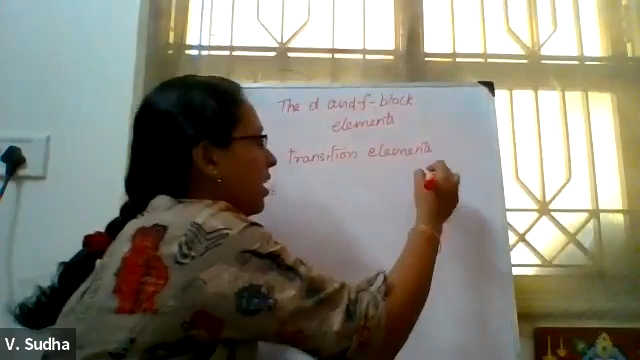 The d and f-block
elements
Transition elements
V. Sudha